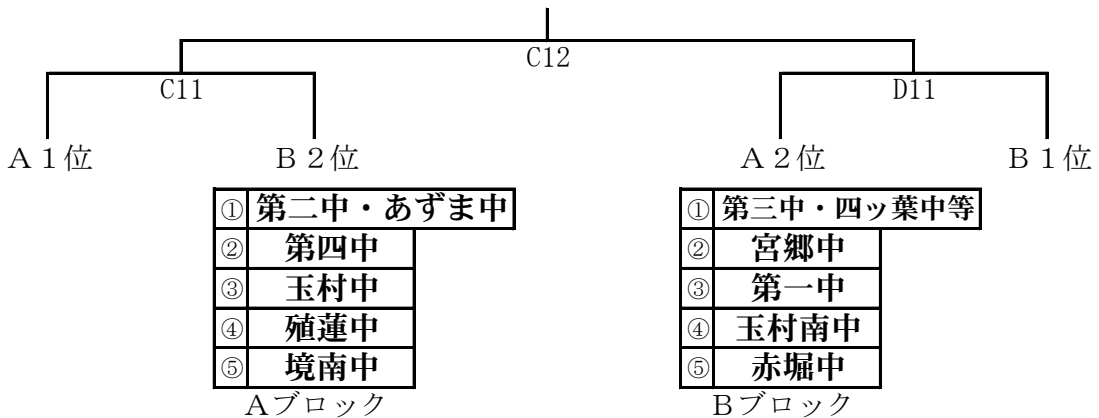 C12
C11 D11
A1位 B2位 A2位 B1位
① 第二中・あずま中 ① 第三中・四ッ葉中等
② 第四中 ② 宮郷中
③ 玉村中 ③ 第一中
④ 殖蓮中 ④ 玉村南中
⑤ 境南中 ⑤ 赤堀中
Aブロック Bブロック